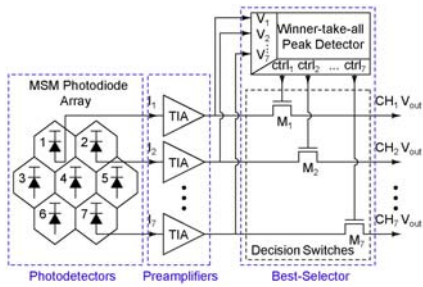 V1
V2
V7
Winner-take-all
Peak Detector
ctrl1 ctrl2 ... ctrl7
MSM Photodiode
Array
1 2
3 4 5
6 7
I1 TIA M1 CH1 Vout
I2 TIA M2 CH2 Vout
I7 TIA M7 CH7 Vout
Decision Switches
Photodetectors Preamplifiers Best-Selector